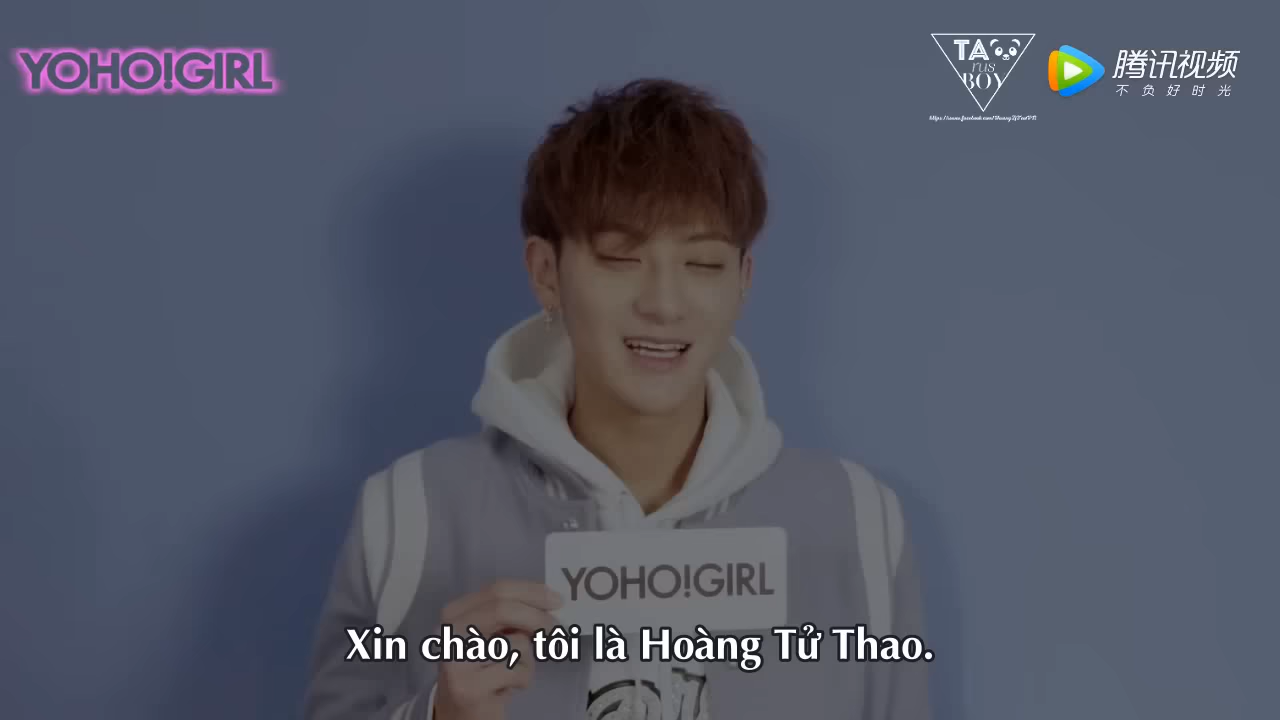 YOHO!GIRL
TA
rus
BOY
腾讯视频
不负好时光
YOHO!GIRL
Xin chào, tôi là Hoàng Tử Thao.